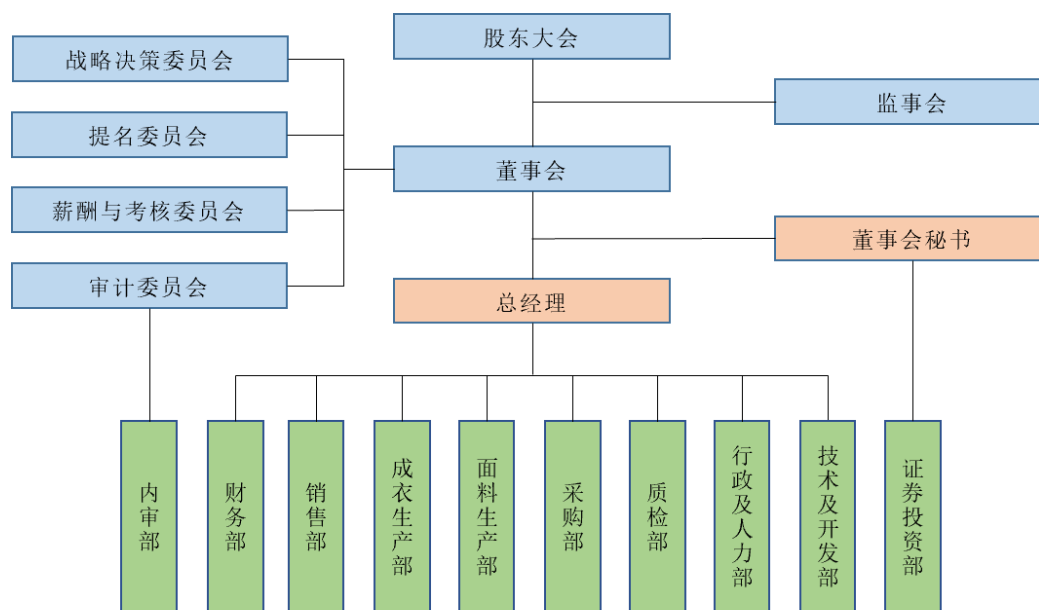 股东大会
战略决策委员会
监事会
提名委员会
董事会
薪酬与考核委员会
董事会秘书
审计委员会
总经理
内审部
财务部
销售部
成衣生产部
面料生产部
采购部
质检部
行政及人力部
技术及开发部
证券投资部